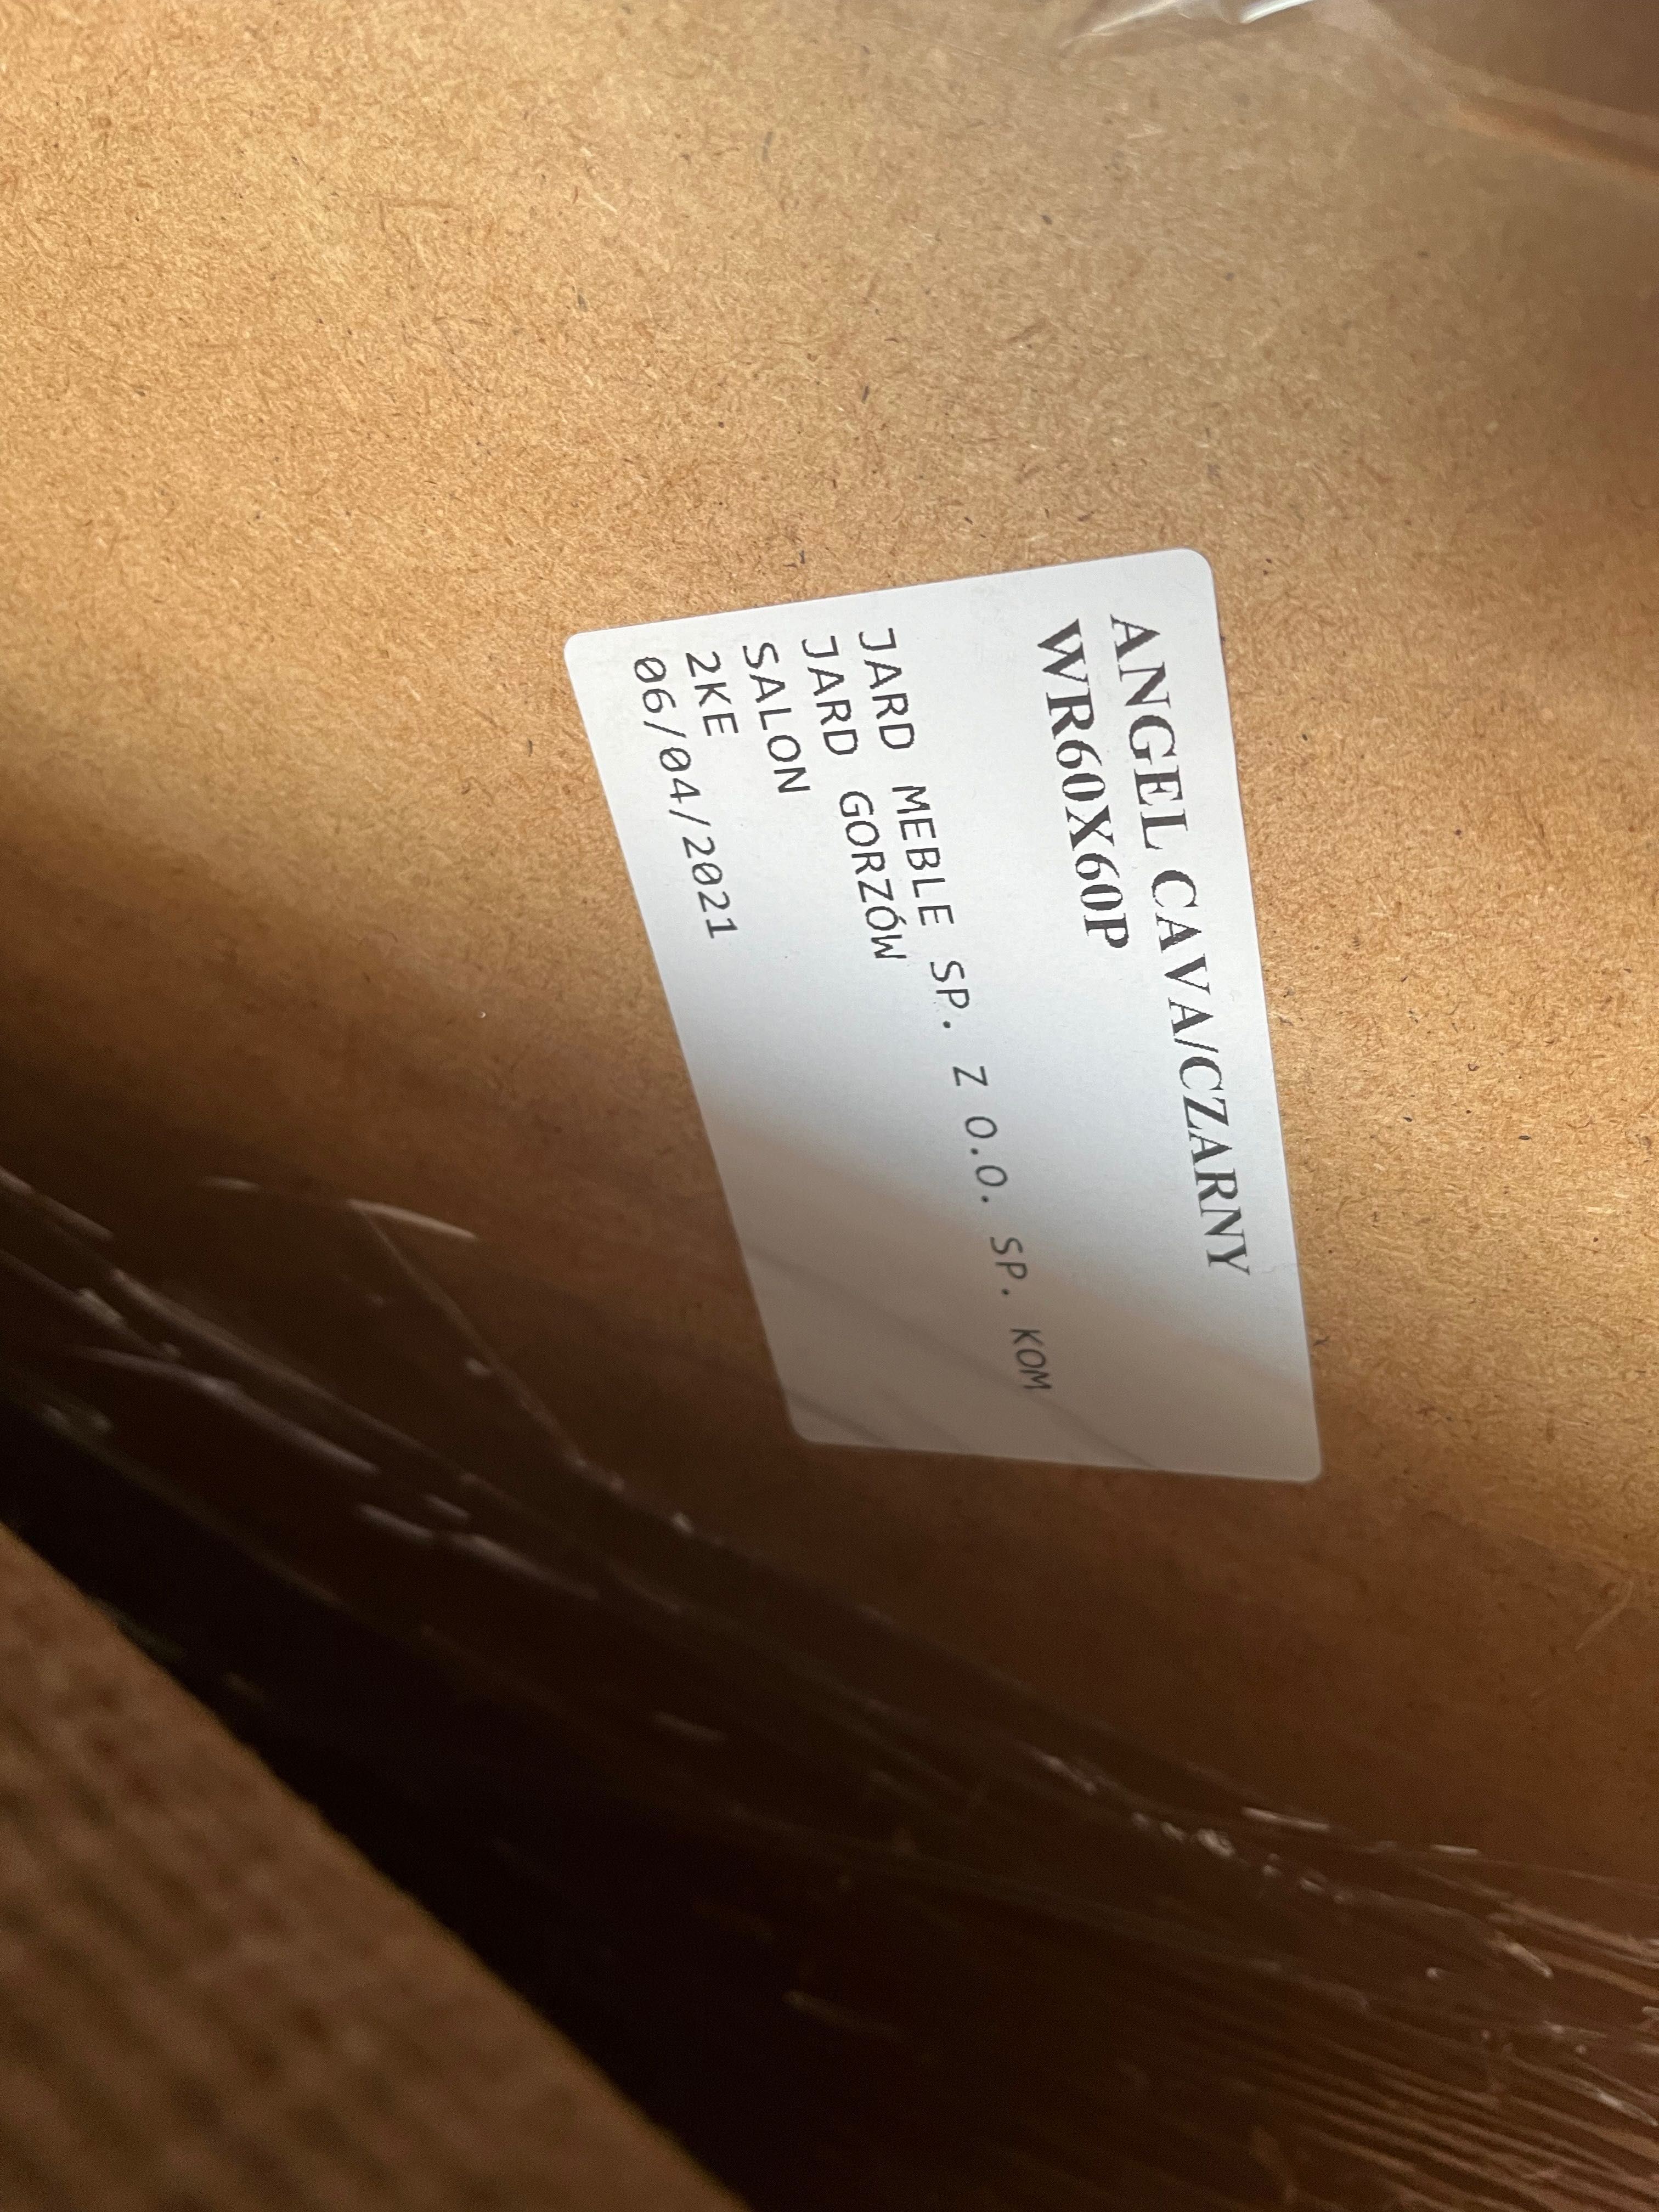 ANGEL CAVA/CZARNY
WR60X60P
JARD MEBLE SP. Z O.O. SP. KOM
JARD GORZÓW
SALON
2KE
06/04/2021